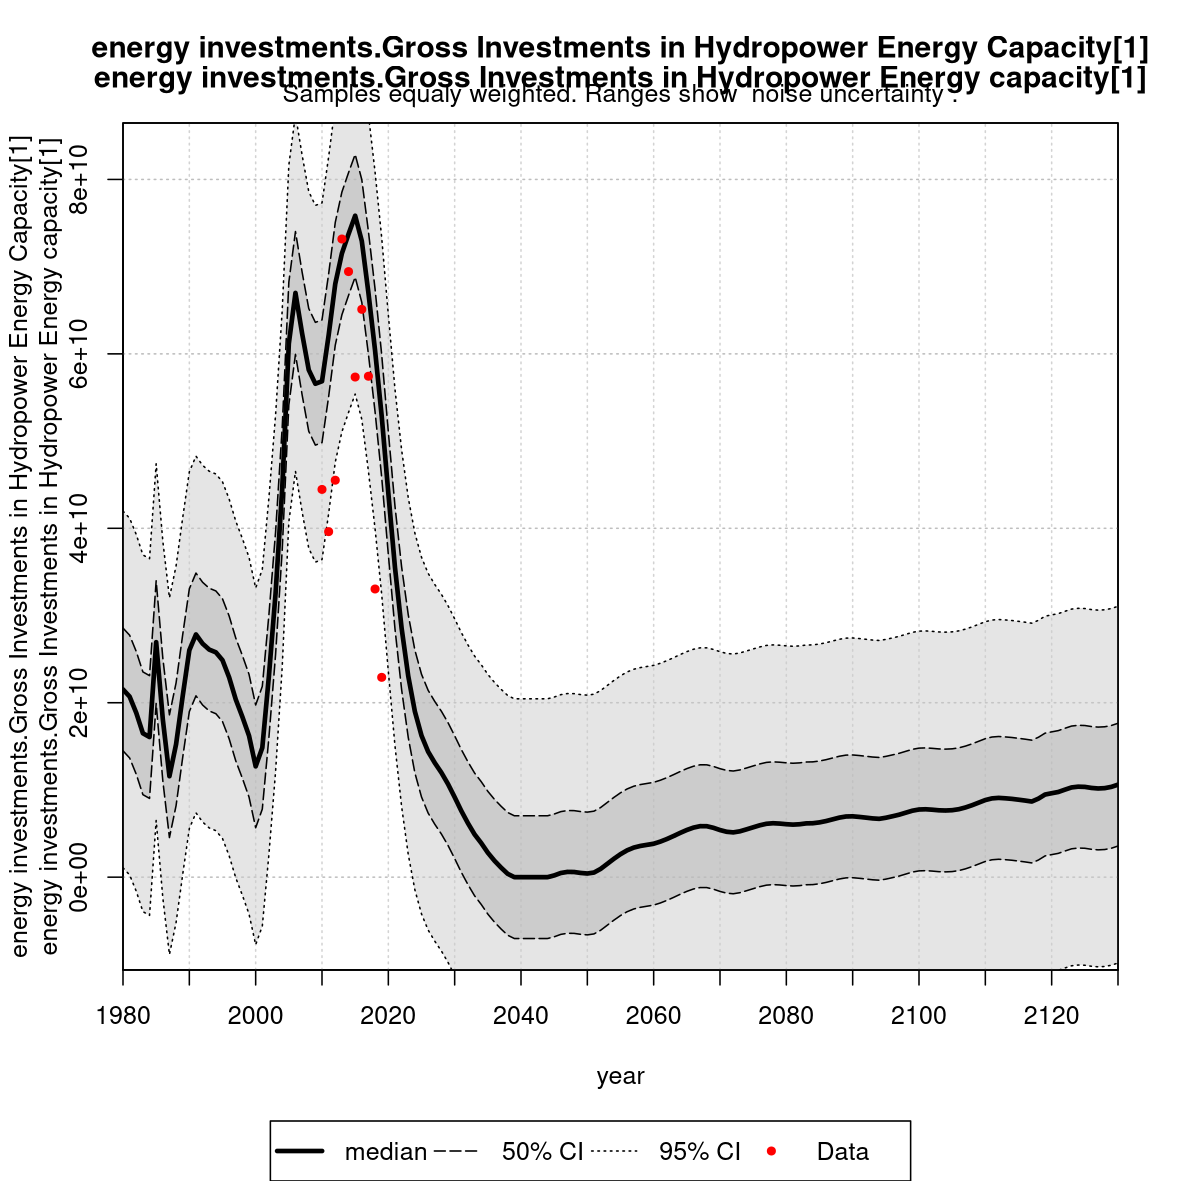 energy investments.Gross Investments in Hydropower Energy Capacity[1]
energy investments.Gross Investments in Hydropower Energy capacity[1]
Samples equaly weighted. Ranges show  noise uncertainty .
energy investments.Gross Investments in Hydropower Energy Capacity[1]
energy investments.Gross Investments in Hydropower Energy capacity[1]
8e+10
6e+10
4e+10
2e+10
0e+00
1980 2000 2020 2040 2060 2080 2100 2120
year
median 50% CI 95% CI Data